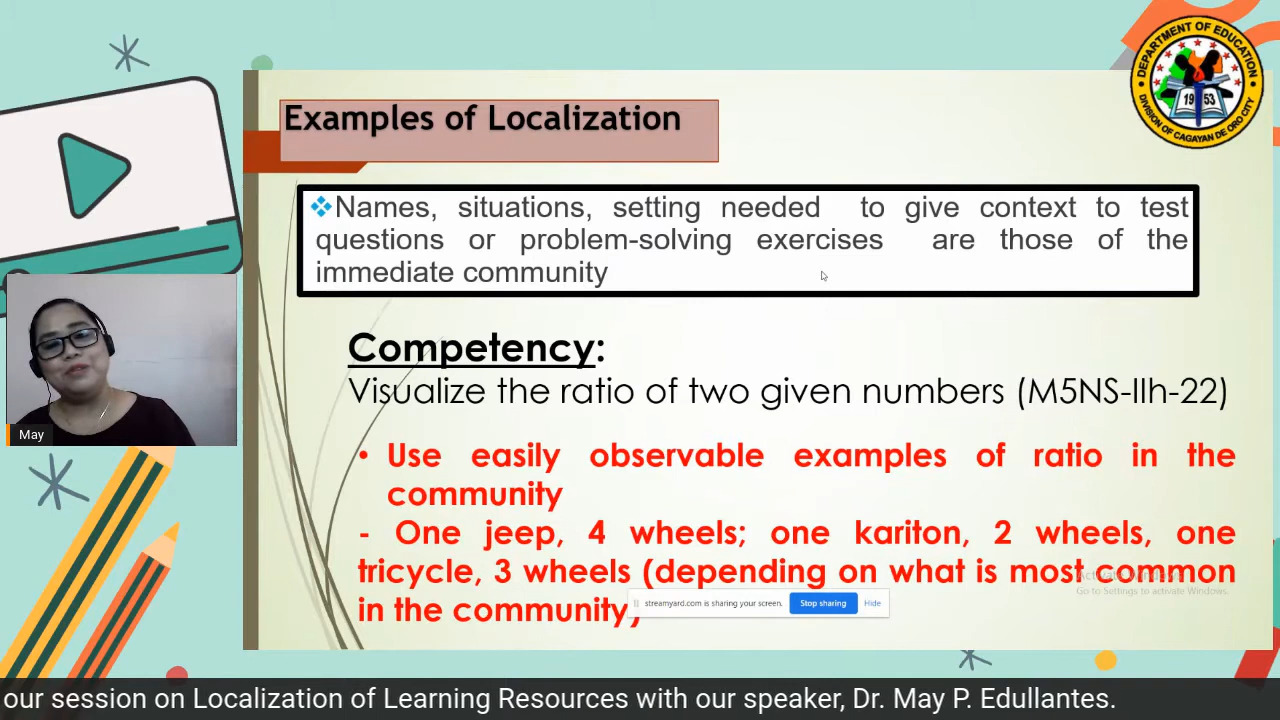 DEPARTMENT OF EDUCATION
1953
DIVISION OF CAGAYAN DE ORO CITY
Examples of Localization
❖Names, situations, setting needed to give context to test
questions or problem-solving exercises are those of the
immediate community
Competency:
Visualize the ratio of two given numbers (M5NS-IIh-22)
• Use easily observable examples of ratio in the
community
- One jeep, 4 wheels; one kariton, 2 wheels, one
tricycle, 3 wheels (depending on what is most common
in the community)
Activate Windows
Go to Settings to activate Windows.
streamyard.com is sharing your screen. Stop sharing Hide
May
our session on Localization of Learning Resources with our speaker, Dr. May P. Edullantes.